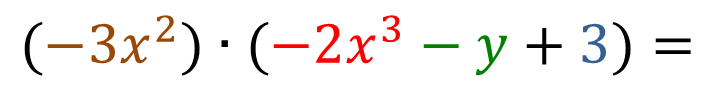 (−3x²) · (−2x³ − y + 3) =